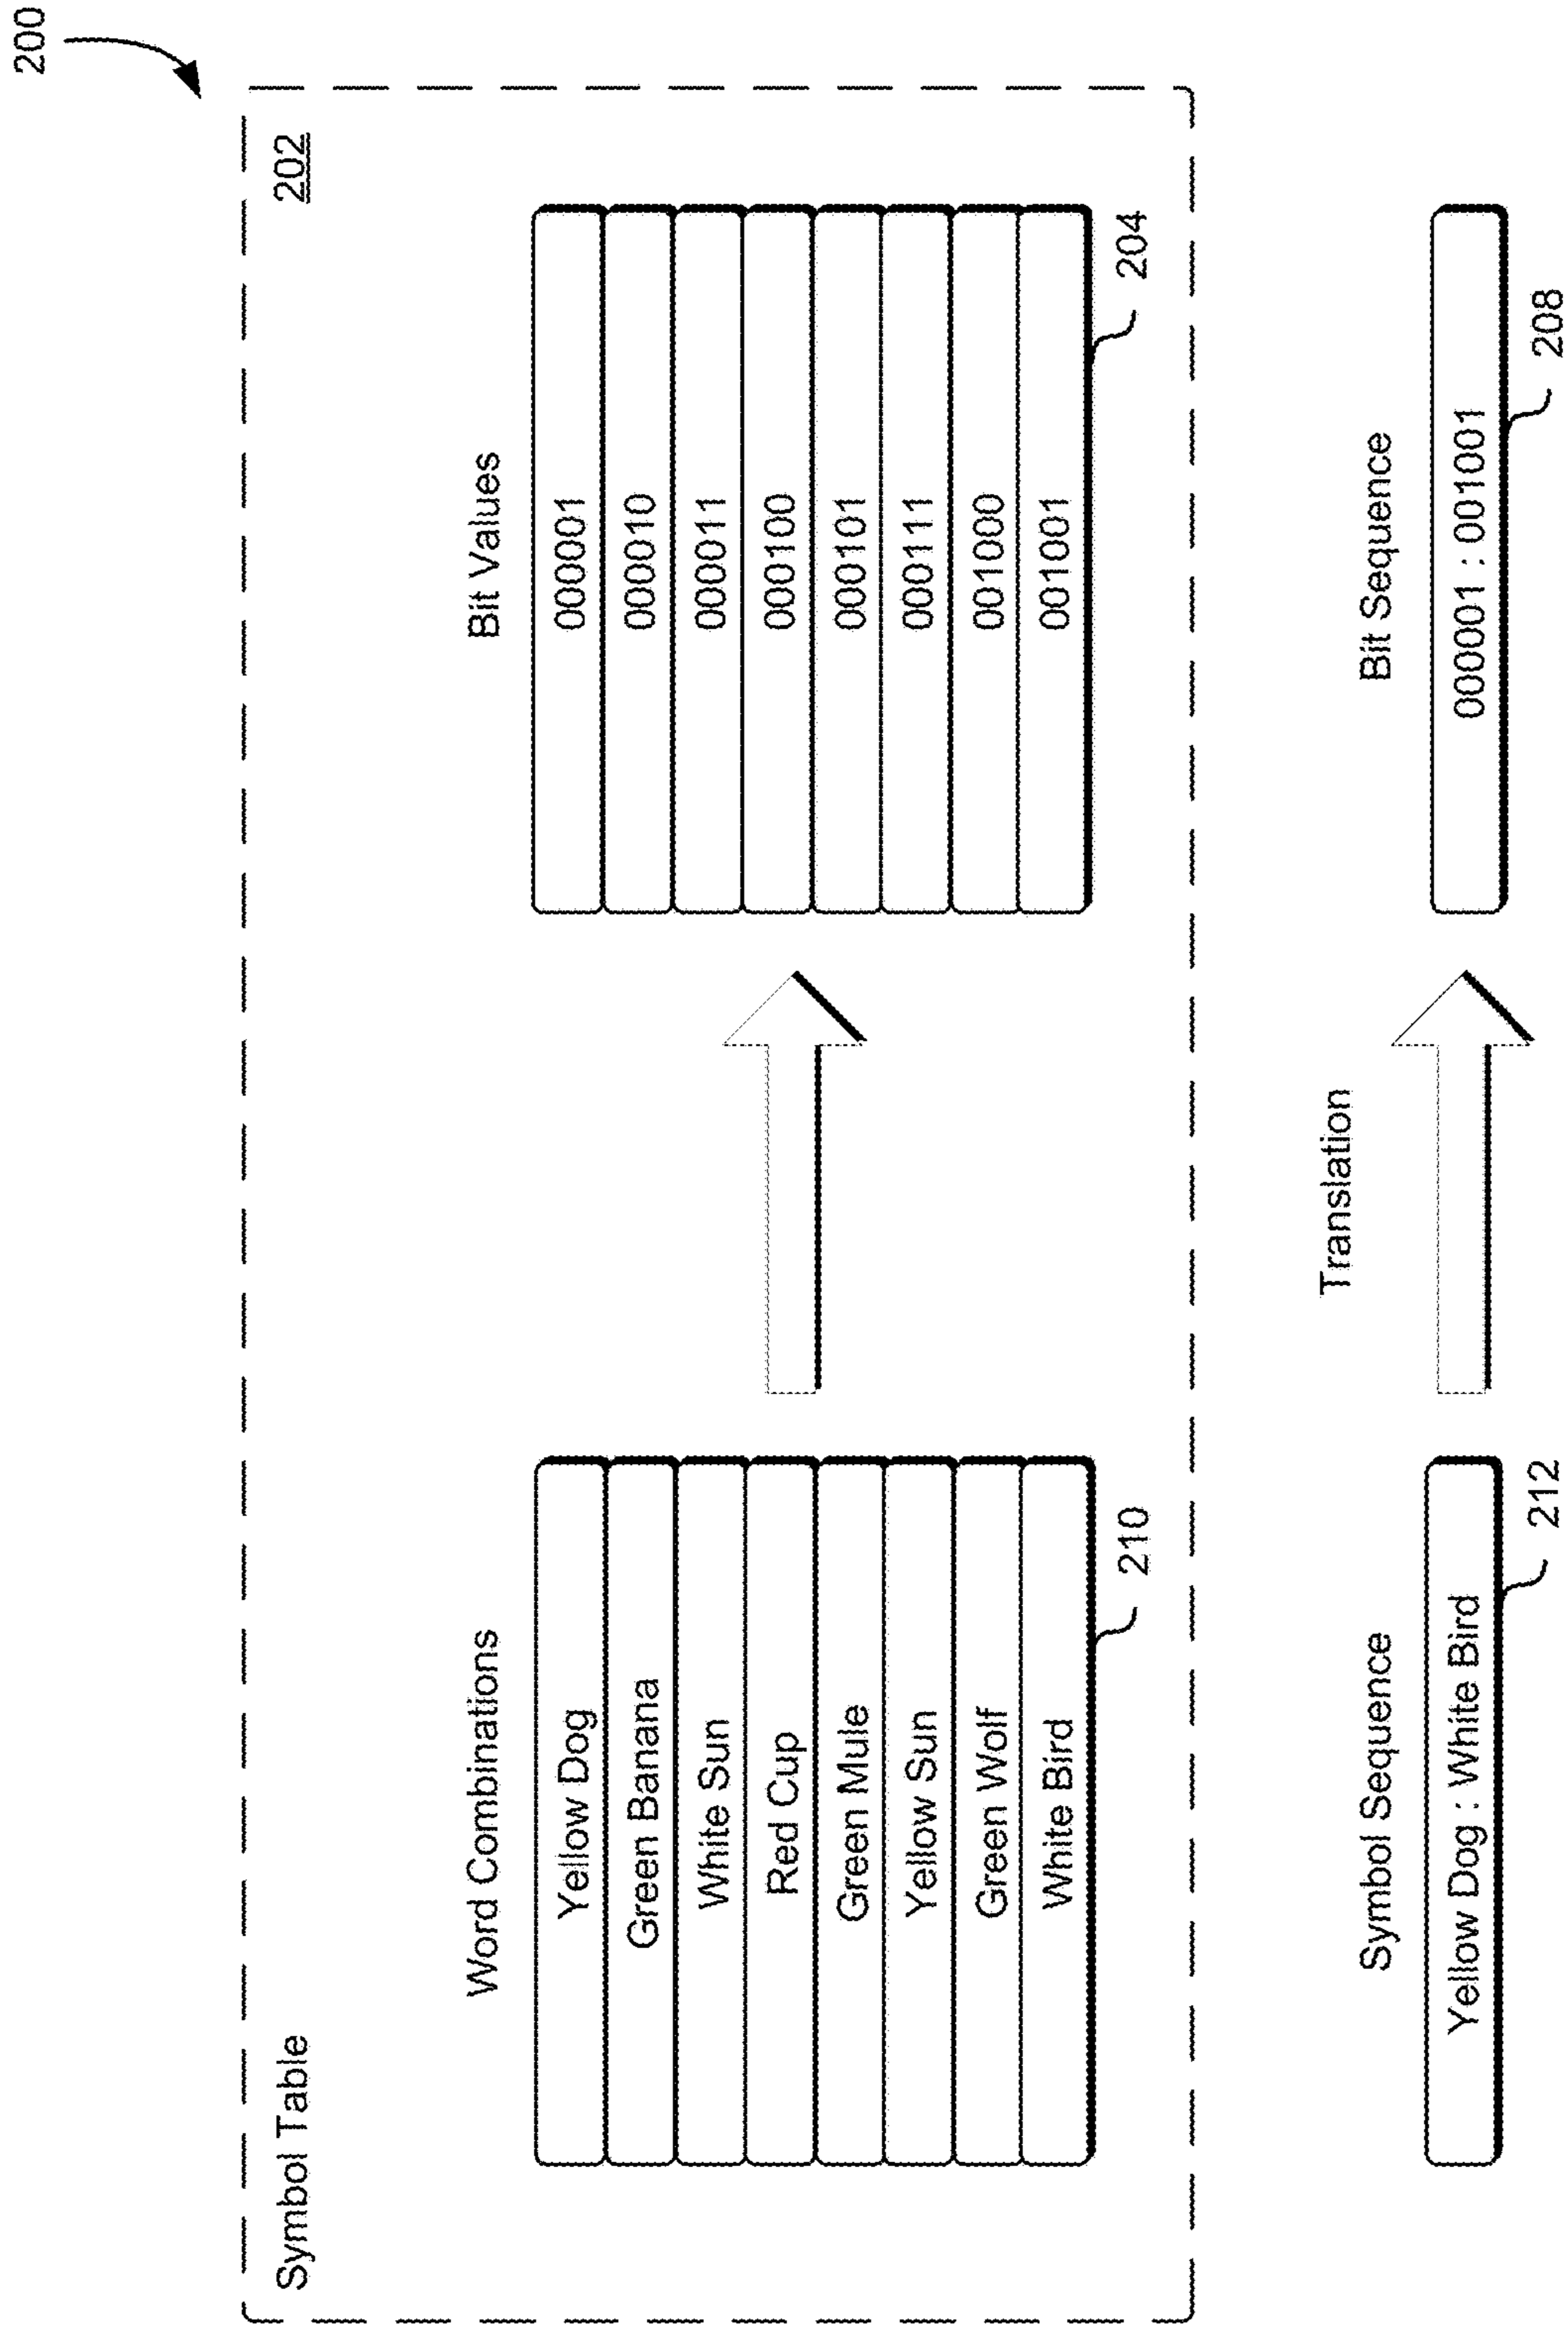 200
Symbol Table
202
Word Combinations
Yellow Dog
Green Banana
White Sun
Red Cup
Green Mule
Yellow Sun
Green Wolf
White Bird
210
Bit Values
000001
000010
000011
000100
000101
000111
001000
001001
204
Symbol Sequence
Yellow Dog : White Bird
212
Translation
Bit Sequence
000001 : 001001
208